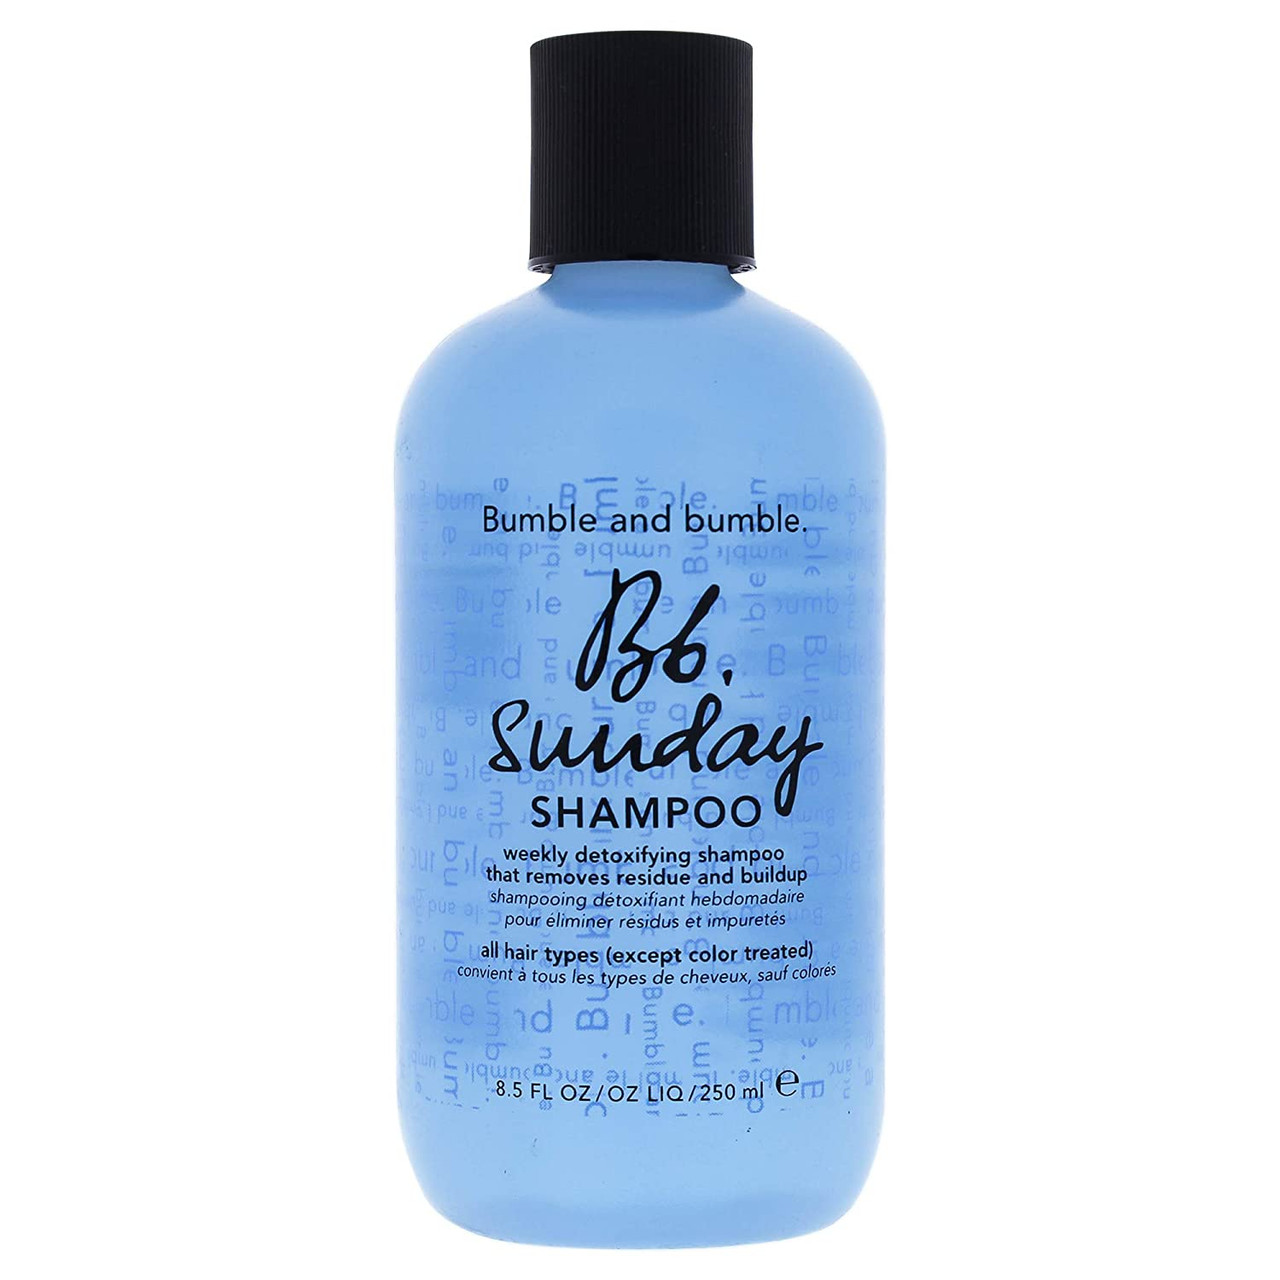 Bumble and bumble.
Bb.
Sunday
SHAMPOO
weekly detoxifying shampoo
that removes residue and buildup
shampooing détoxifiant hebdomadaire
pour éliminer résidus et impuretés
all hair types (except color treated)
convient à tous les types de cheveux, sauf colorés
8.5 FL OZ/OZ LIQ/250 ml e